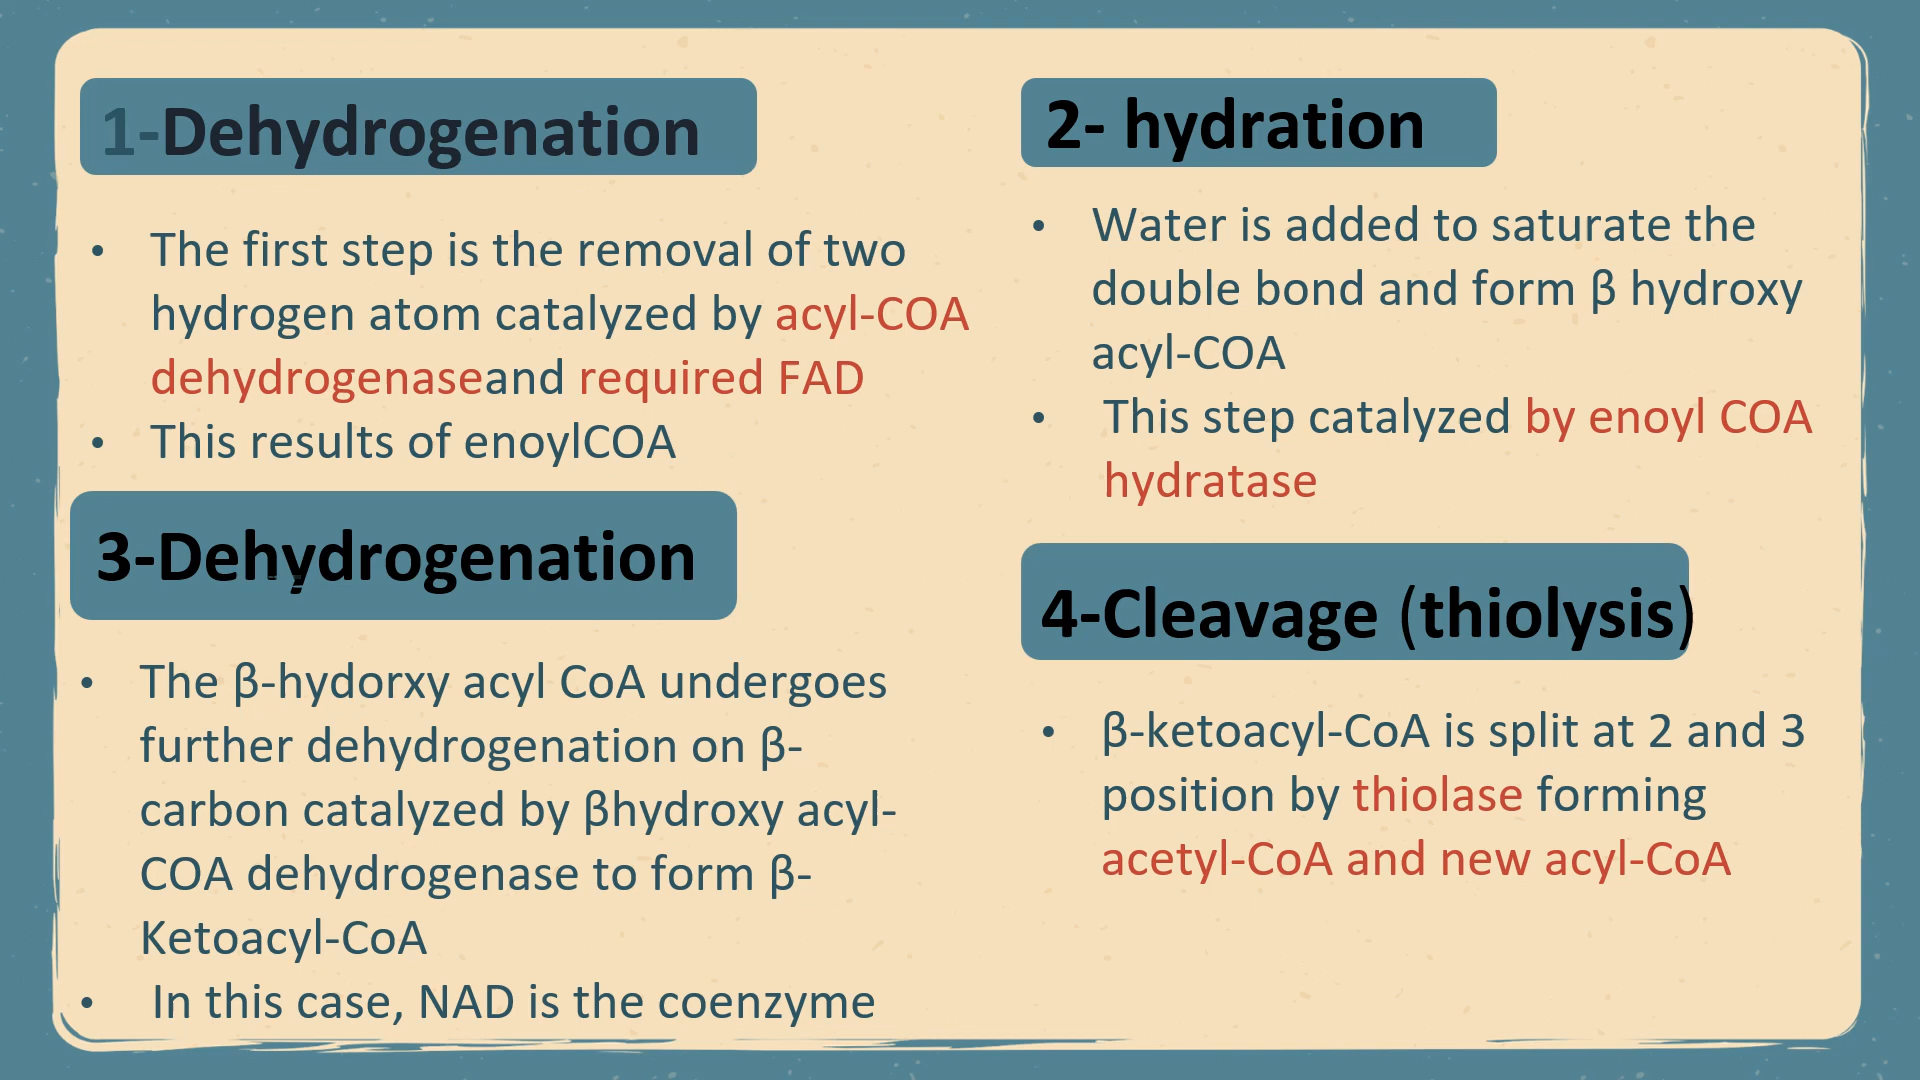 1-Dehydrogenation
• The first step is the removal of two
hydrogen atom catalyzed by acyl-COA
dehydrogenaseand required FAD
• This results of enoylCOA
2- hydration
• Water is added to saturate the
double bond and form β hydroxy
acyl-COA
• This step catalyzed by enoyl COA
hydratase
3-Dehydrogenation
• The β-hydorxy acyl CoA undergoes
further dehydrogenation on β-
carbon catalyzed by βhydroxy acyl-
COA dehydrogenase to form β-
Ketoacyl-CoA
• In this case, NAD is the coenzyme
4-Cleavage (thiolysis)
• β-ketoacyl-CoA is split at 2 and 3
position by thiolase forming
acetyl-CoA and new acyl-CoA